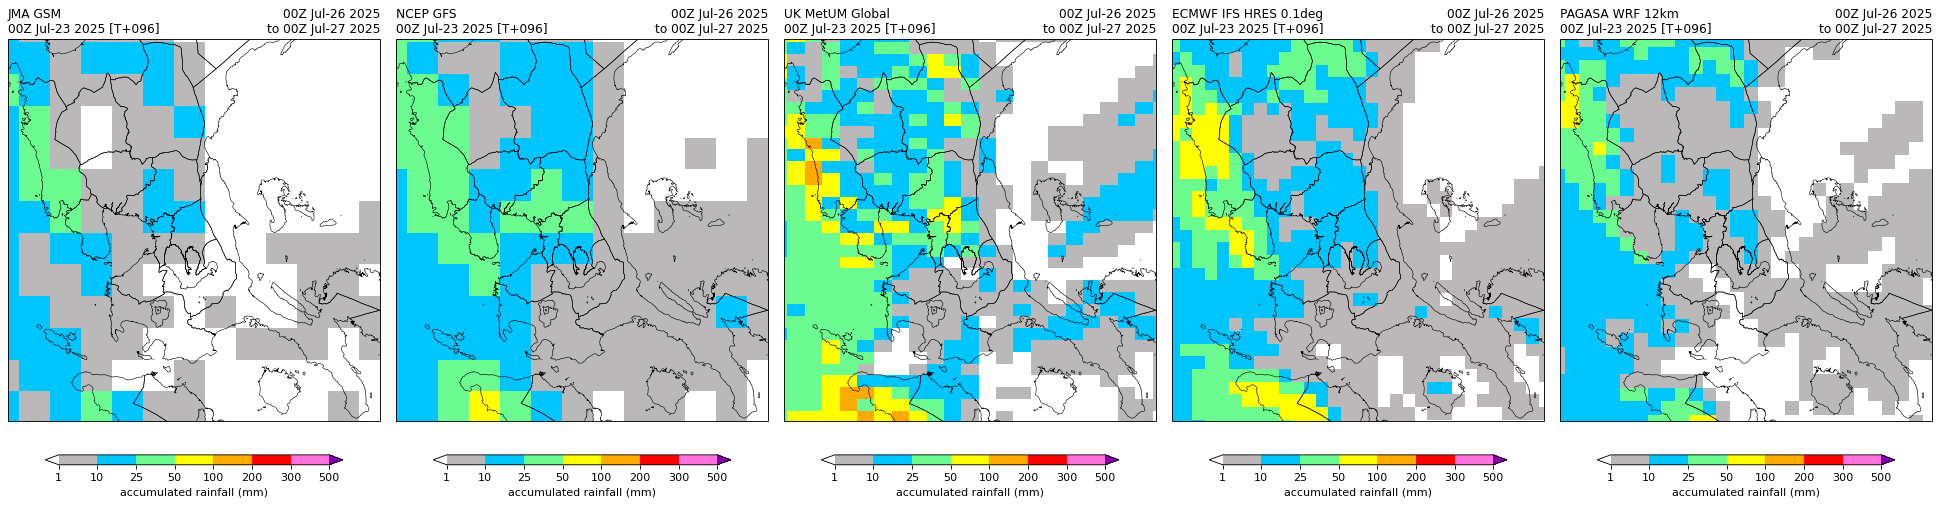 JMA GSM 00Z Jul-26 2025
00Z Jul-23 2025 [T+096] to 00Z Jul-27 2025
NCEP GFS 00Z Jul-26 2025
00Z Jul-23 2025 [T+096] to 00Z Jul-27 2025
UK MetUM Global 00Z Jul-26 2025
00Z Jul-23 2025 [T+096] to 00Z Jul-27 2025
ECMWF IFS HRES 0.1deg 00Z Jul-26 2025
00Z Jul-23 2025 [T+096] to 00Z Jul-27 2025
PAGASA WRF 12km 00Z Jul-26 2025
00Z Jul-23 2025 [T+096] to 00Z Jul-27 2025
1 10 25 50 100 200 300 500
accumulated rainfall (mm)
1 10 25 50 100 200 300 500
accumulated rainfall (mm)
1 10 25 50 100 200 300 500
accumulated rainfall (mm)
1 10 25 50 100 200 300 500
accumulated rainfall (mm)
1 10 25 50 100 200 300 500
accumulated rainfall (mm)